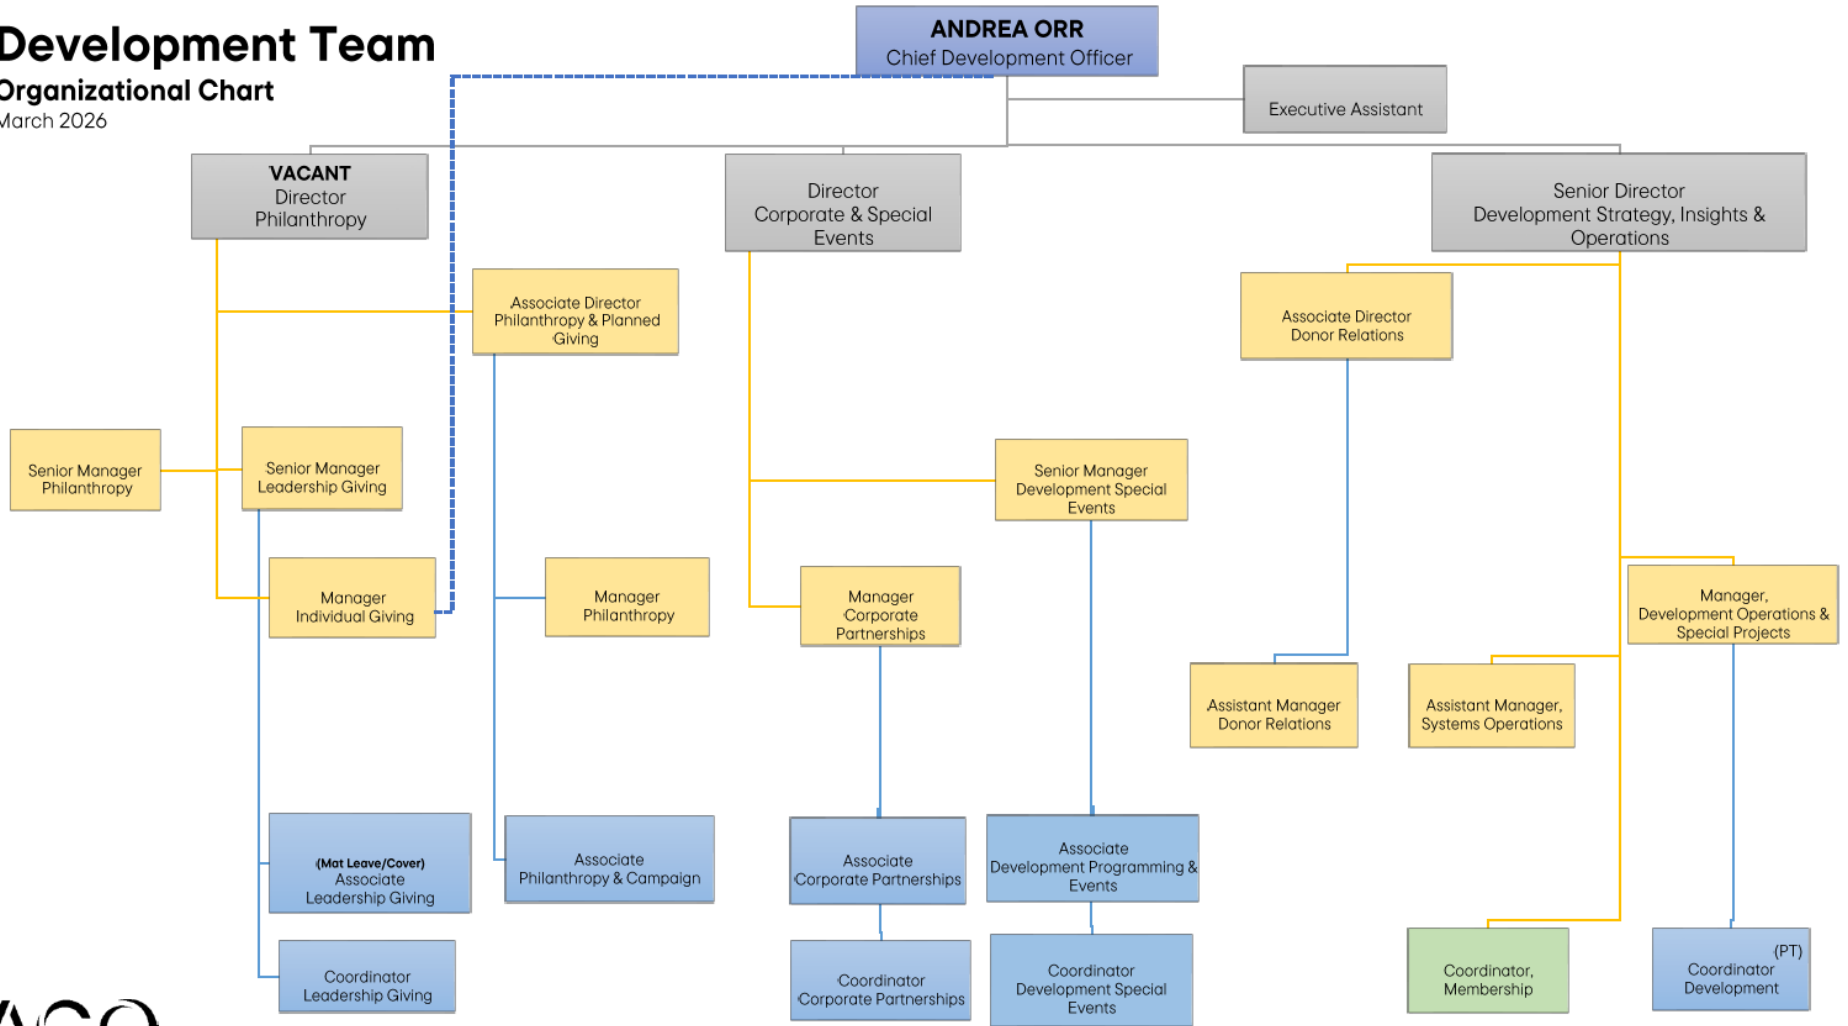 Development Team
Organizational Chart
March 2026
ANDREA ORR
Chief Development Officer
Executive Assistant
VACANT
Director
Philanthropy
Director
Corporate & Special
Events
Senior Director
Development Strategy, Insights &
Operations
Associate Director
Philanthropy & Planned
Giving
Associate Director
Donor Relations
Senior Manager
Philanthropy
Senior Manager
Leadership Giving
Senior Manager
Development Special
Events
Manager
Individual Giving
Manager
Philanthropy
Manager
Corporate
Partnerships
Manager,
Development Operations &
Special Projects
Assistant Manager
Donor Relations
Assistant Manager,
Systems Operations
(Mat Leave/Cover)
Associate
Leadership Giving
Associate
Philanthropy & Campaign
Associate
Corporate Partnerships
Associate
Development Programming &
Events
Coordinator
Leadership Giving
Coordinator
Corporate Partnerships
Coordinator
Development Special
Events
Coordinator,
Membership
(PT)
Coordinator
Development